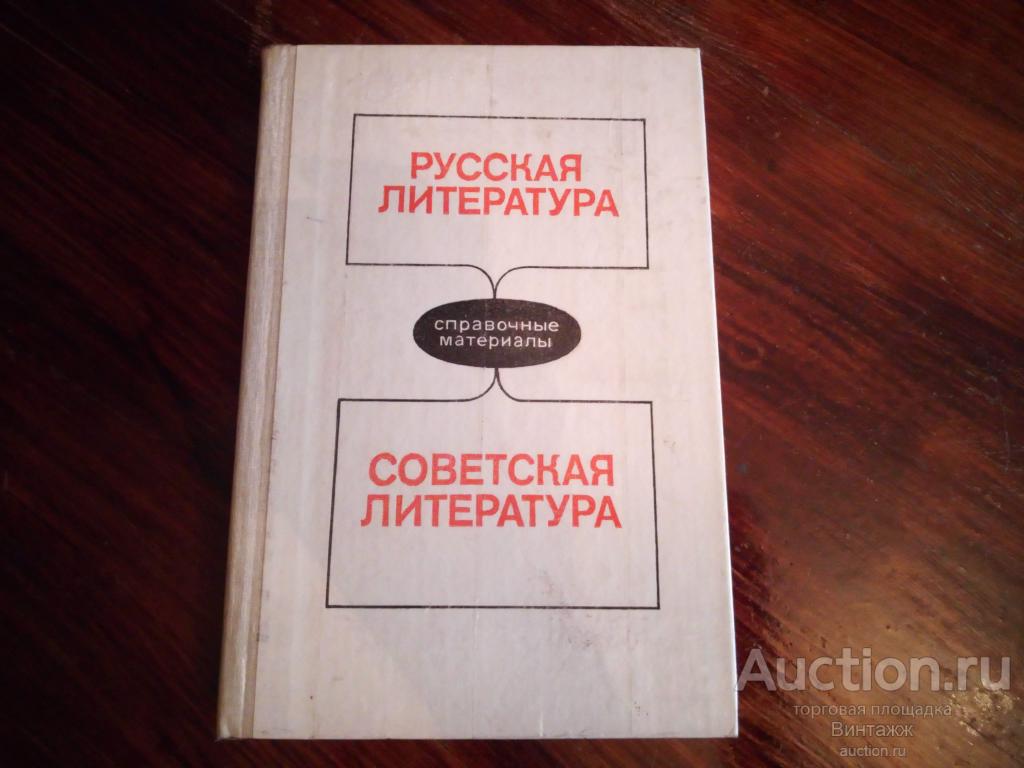 РУССКАЯ
ЛИТЕРАТУРА
справочные
материалы
СОВЕТСКАЯ
ЛИТЕРАТУРА
Auction.ru
торговая площадка
Винтажж
auction.ru